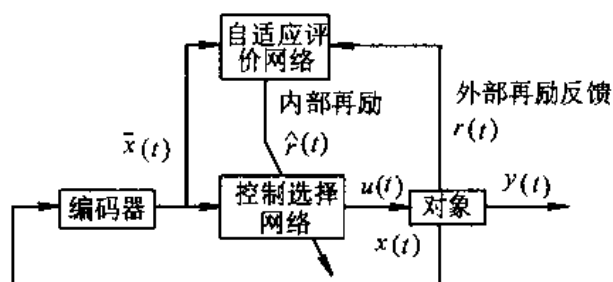 自适应评
价网络
内部再励
r̂(t)
外部再励反馈
r(t)
x̄(t)
编码器
控制选择
网络
u(t)
对象
y(t)
x(t)